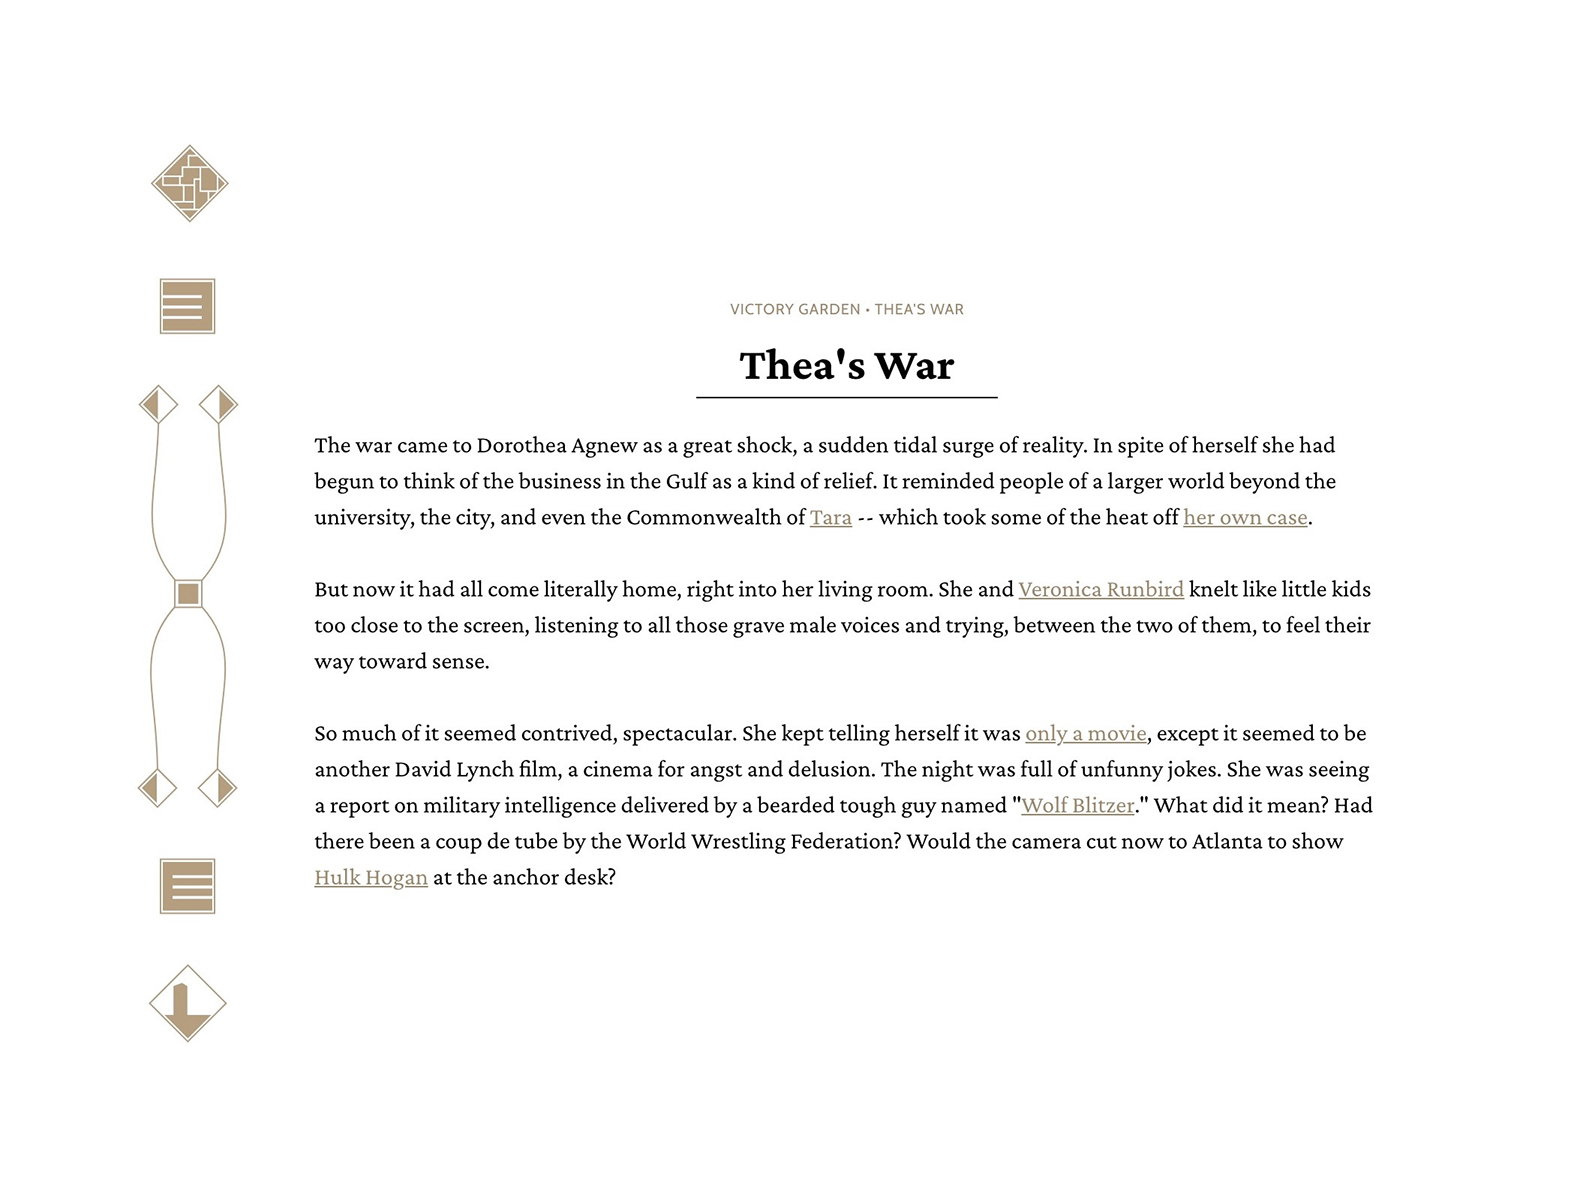 VICTORY GARDEN • THEA'S WAR
Thea's War
The war came to Dorothea Agnew as a great shock, a sudden tidal surge of reality. In spite of herself she had
begun to think of the business in the Gulf as a kind of relief. It reminded people of a larger world beyond the
university, the city, and even the Commonwealth of Tara -- which took some of the heat off her own case.
But now it had all come literally home, right into her living room. She and Veronica Runbird knelt like little kids
too close to the screen, listening to all those grave male voices and trying, between the two of them, to feel their
way toward sense.
So much of it seemed contrived, spectacular. She kept telling herself it was only a movie, except it seemed to be
another David Lynch film, a cinema for angst and delusion. The night was full of unfunny jokes. She was seeing
a report on military intelligence delivered by a bearded tough guy named "Wolf Blitzer." What did it mean? Had
there been a coup de tube by the World Wrestling Federation? Would the camera cut now to Atlanta to show
Hulk Hogan at the anchor desk?